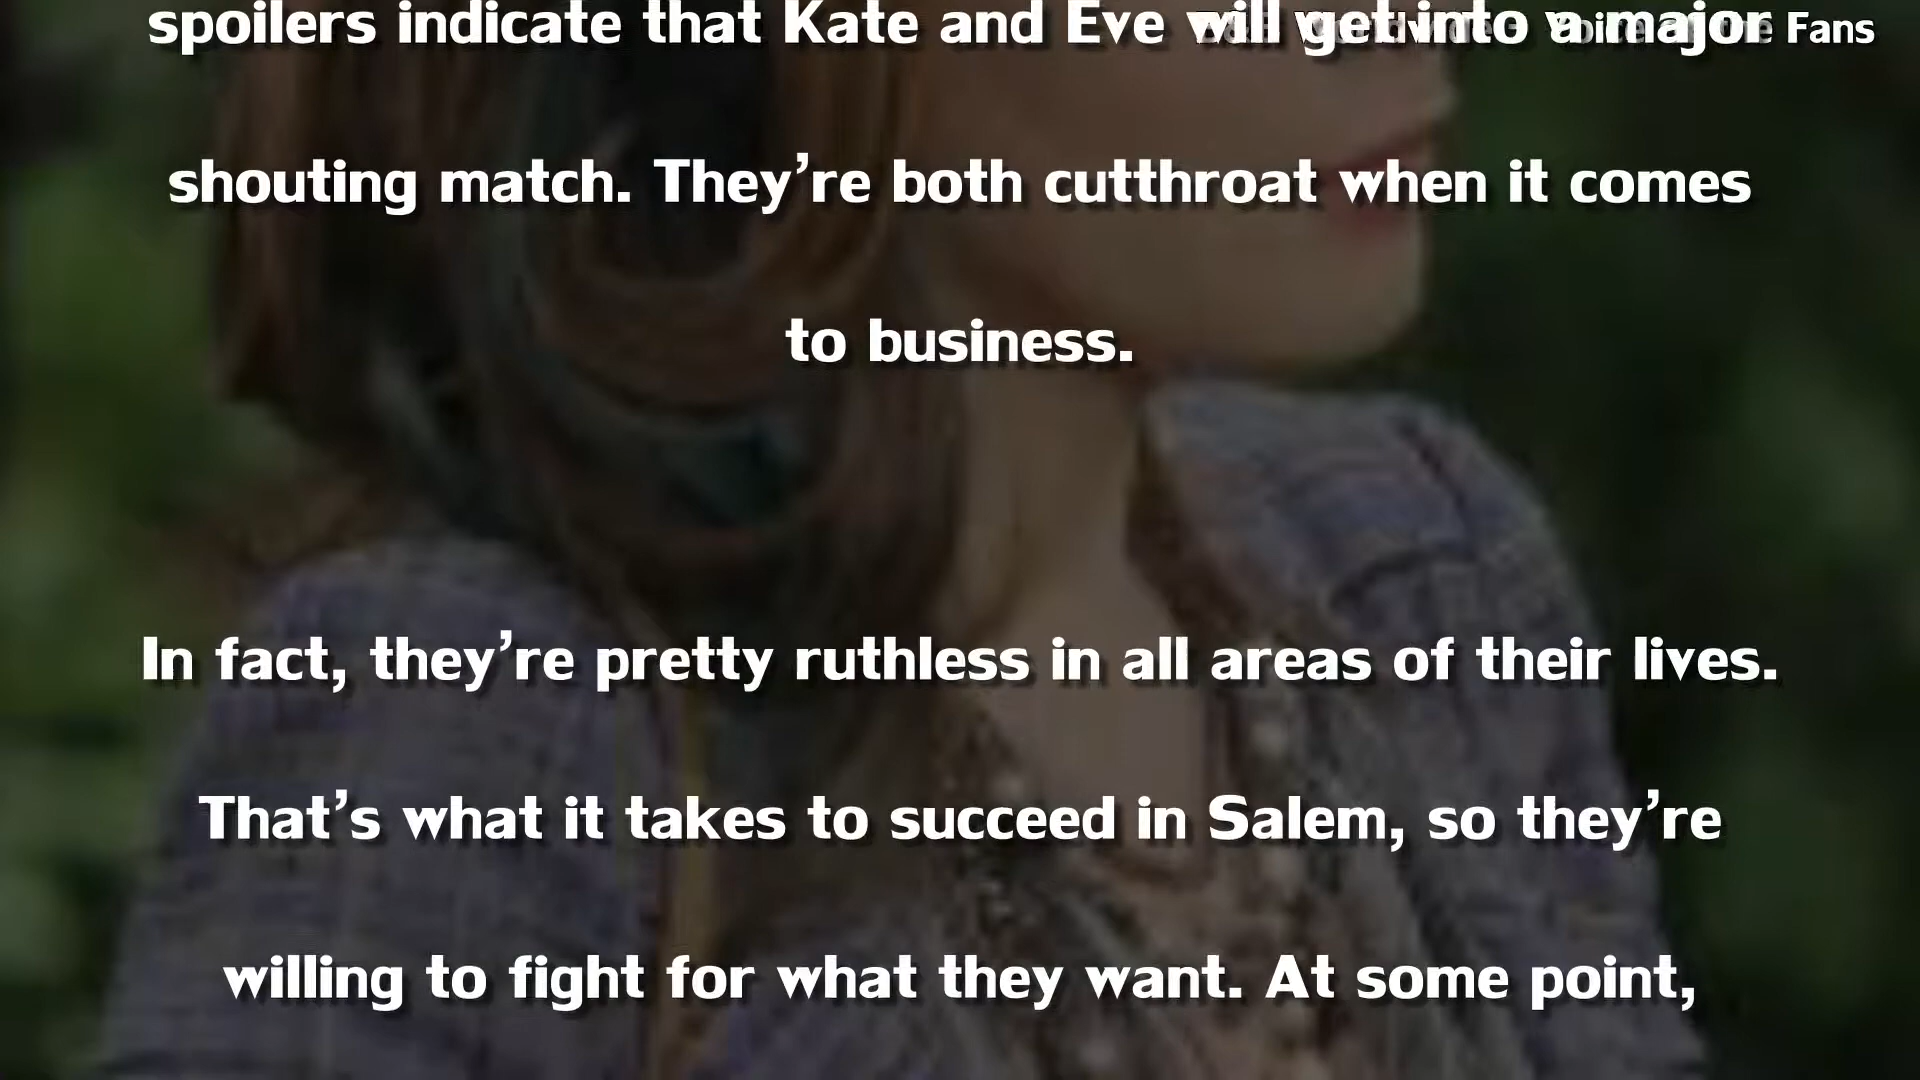 spoilers indicate that Kate and Eve will get into a major
Fans
shouting match. They’re both cutthroat when it comes
to business.
In fact, they’re pretty ruthless in all areas of their lives.
That’s what it takes to succeed in Salem, so they’re
willing to fight for what they want. At some point,